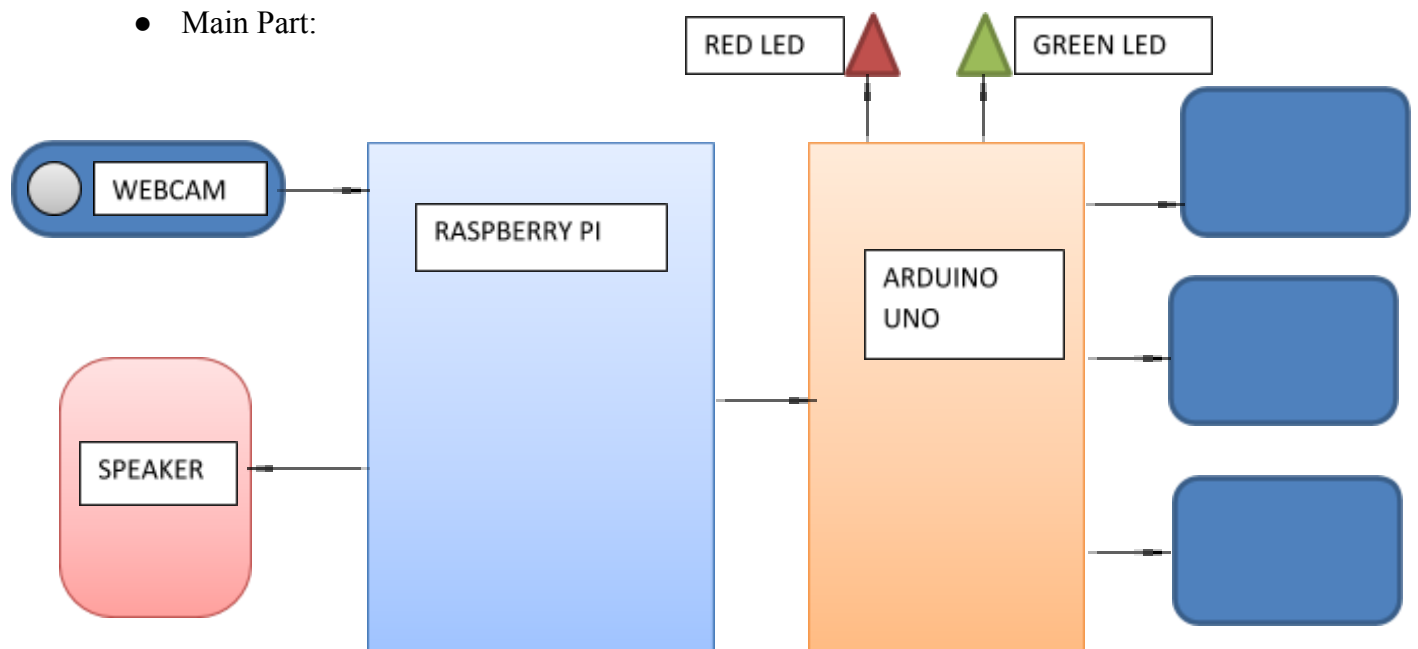 ● Main Part:
RED LED
GREEN LED
WEBCAM
RASPBERRY PI
ARDUINO
UNO
SPEAKER